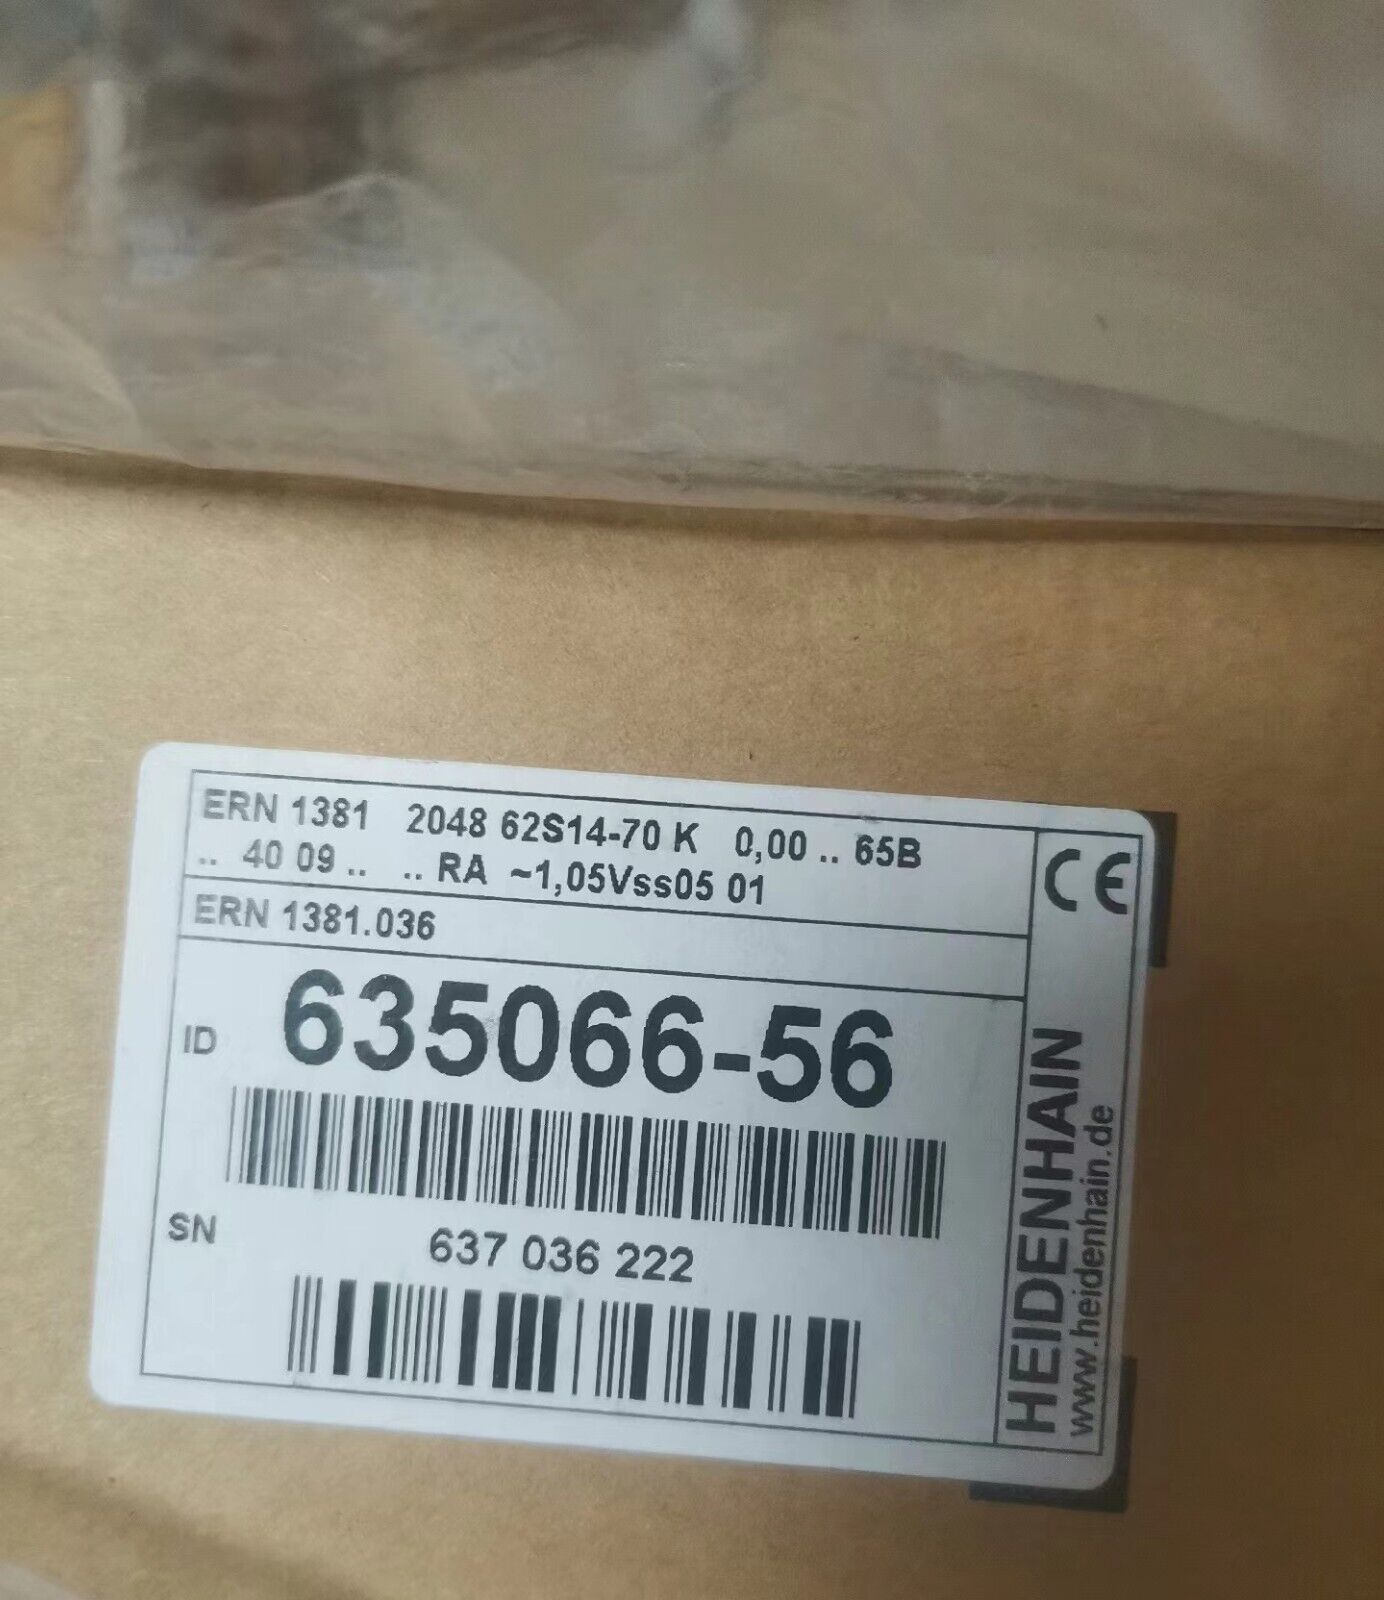 ERN 1381 2048 62S14-70 K 0,00 .. 65B
.. 40 09 .. .. RA ~1,05Vss05 01
ERN 1381.036
ID 635066-56
SN 637 036 222
CE
HEIDENHAIN
www.heidenhain.de